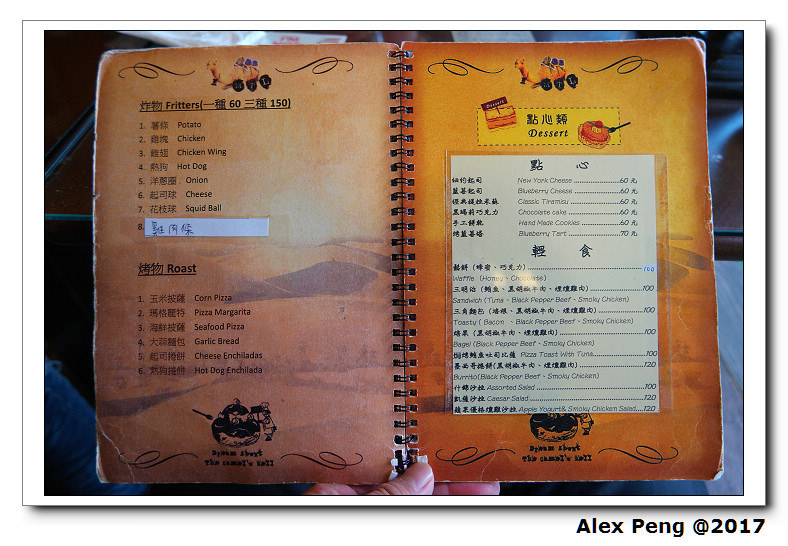 炸物 Fritters(一種 60 三種 150)
1. 薯條 Potato
2. 雞塊 Chicken
3. 雞翅 Chicken Wing
4. 熱狗 Hot Dog
5. 洋蔥圈 Onion
6. 起司球 Cheese
7. 花枝球 Squid Ball
8. 雞肉條
烤物 Roast
1. 玉米披薩 Corn Pizza
2. 瑪格麗特 Pizza Margarita
3. 海鮮披薩 Seafood Pizza
4. 大蒜麵包 Garlic Bread
5. 起司捲餅 Cheese Enchiladas
6. 熱狗捲餅 Hot Dog Enchilada
Dream About
The Camel's Bell
Dessert
點心類
Dessert
點 心
紐約起司 New York Cheese ....................60 元
藍莓起司 Blueberry Cheese ....................60 元
經典提拉米蘇 Classic Tiramisu ....................60 元
黑瑪莉巧克力 Chocolate cake ....................60 元
手工餅乾 Hand Made Cookies ....................60 元
烤藍莓塔 Blueberry Tart ....................70 元
輕 食
鬆餅 (蜂蜜、巧克力) ....................100
Waffle (Honey、Chocolate)
三明治 (鮪魚、黑胡椒牛肉、煙燻雞肉)....................100
Sandwich (Tuna、Black Pepper Beef、Smoky Chicken)
三角麵包 (培根、黑胡椒牛肉、煙燻雞肉)....................100
Toasty ( Bacon 、Black Pepper Beef、Smoky Chicken)
培果 (黑胡椒牛肉、煙燻雞肉) ....................100
Bagel (Black Pepper Beef、Smoky Chicken)
焗烤鮪魚吐司比薩 Pizza Toast With Tuna....................100
墨西哥捲餅(黑胡椒牛肉、煙燻雞肉) ....................120
Burrito(Black Pepper Beef、Smoky Chicken)
什錦沙拉 Assorted Salad ....................100
凱薩沙拉 Caesar Salad ....................120
蘋果優格燻雞沙拉 Apple Yogurt& Smoky Chicken Salad....120
Dream About
The Camel's Bell
Alex Peng @2017